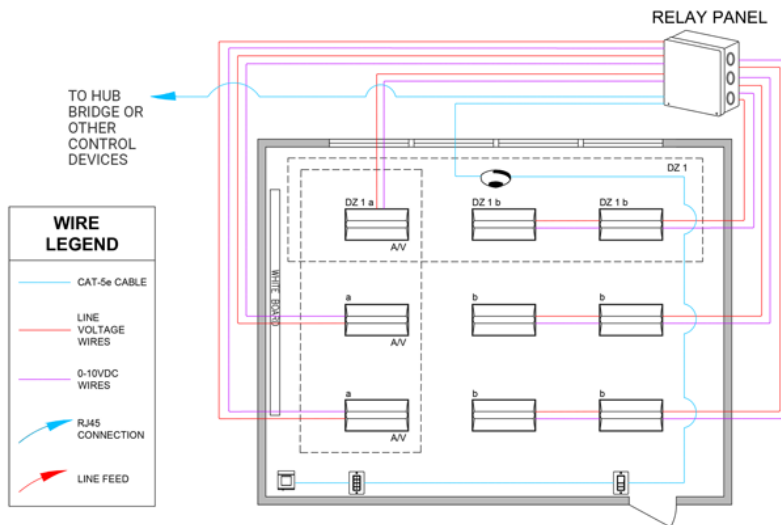 RELAY PANEL
TO HUB
BRIDGE OR
OTHER
CONTROL
DEVICES
DZ 1
DZ 1 a
DZ 1 b
DZ 1 b
A/V
WIRE
LEGEND
CAT-5e CABLE
LINE
VOLTAGE
WIRES
0-10VDC
WIRES
RJ45
CONNECTION
LINE FEED
WHITE BOARD
a
b
b
A/V
a
b
b
A/V